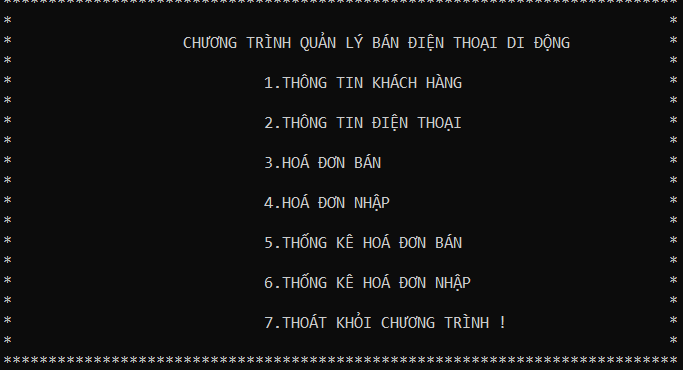 CHƯƠNG TRÌNH QUẢN LÝ BÁN ĐIỆN THOẠI DI ĐỘNG
1.THÔNG TIN KHÁCH HÀNG
2.THÔNG TIN ĐIỆN THOẠI
3.HOÁ ĐƠN BÁN
4.HOÁ ĐƠN NHẬP
5.THỐNG KÊ HOÁ ĐƠN BÁN
6.THỐNG KÊ HOÁ ĐƠN NHẬP
7.THOÁT KHỎI CHƯƠNG TRÌNH !